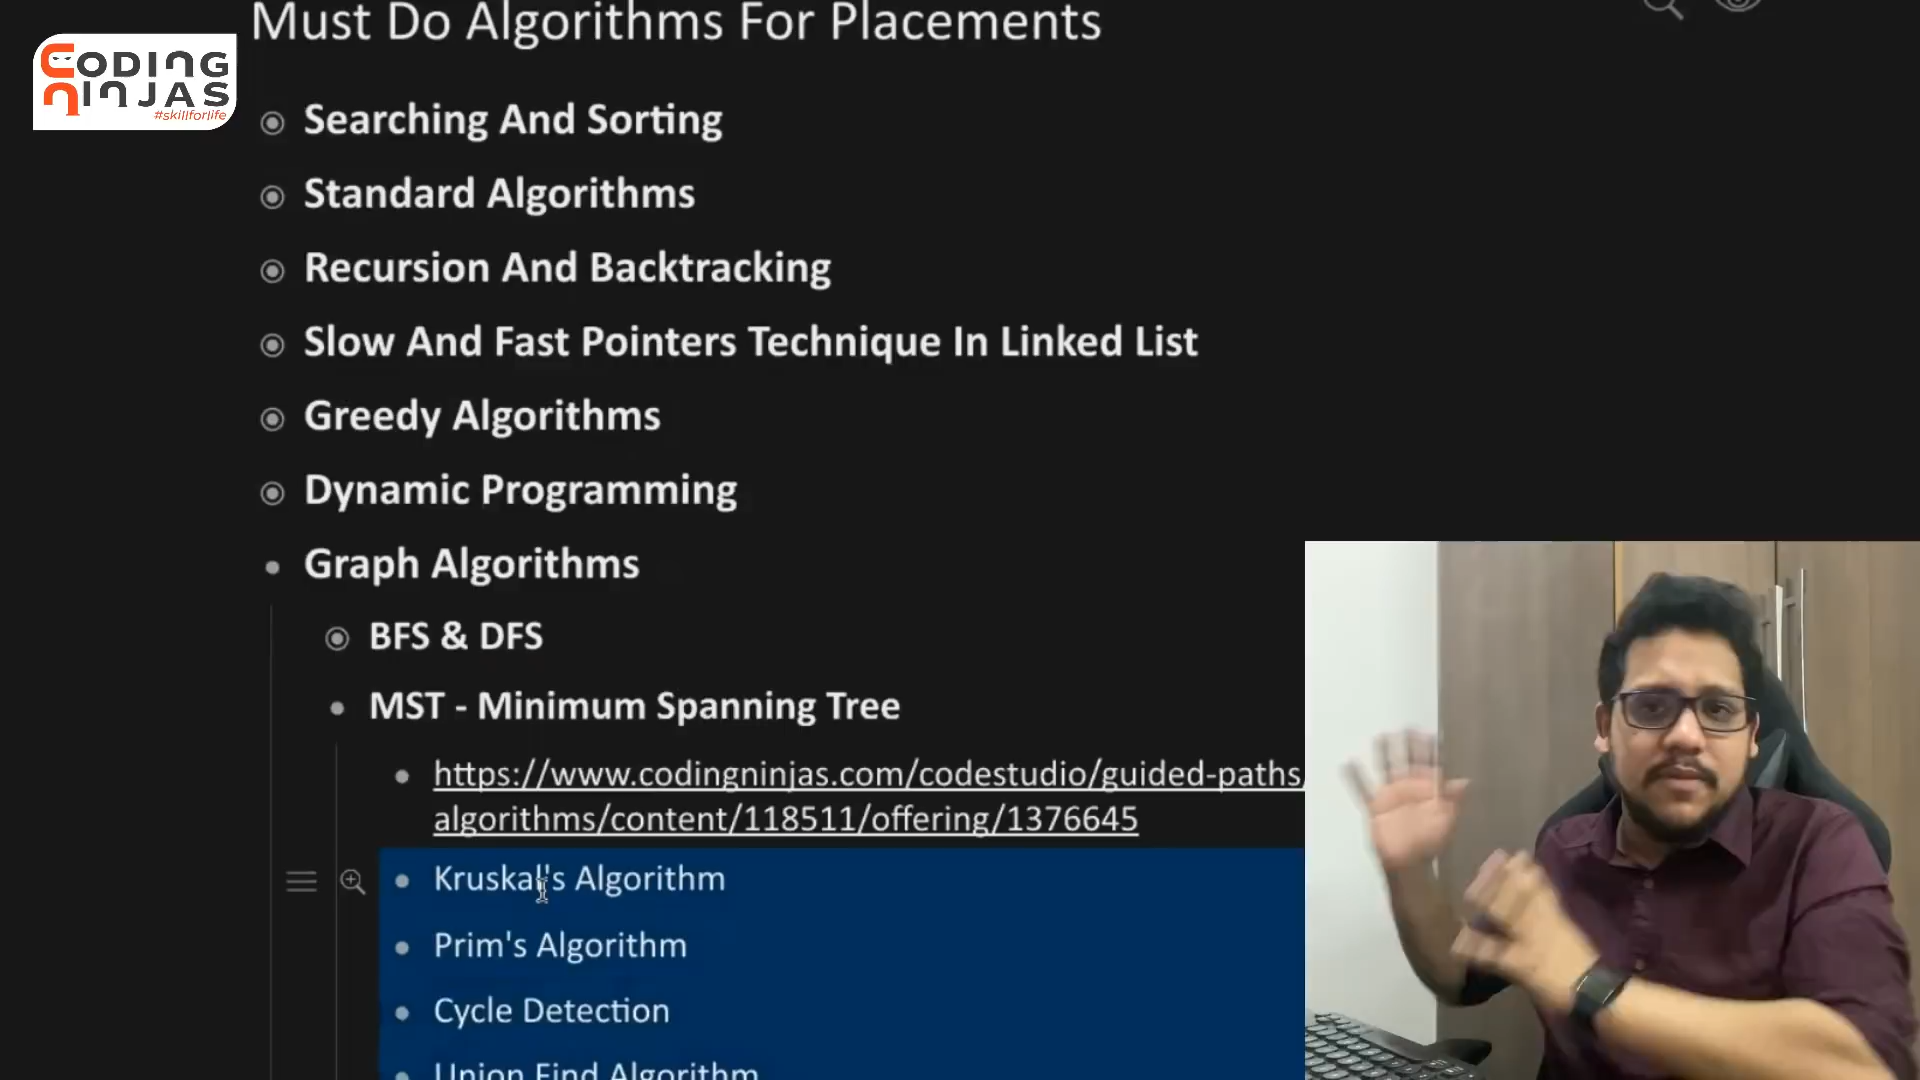 Must Do Algorithms For Placements
CODING
NINJAS
#skillforlife
Searching And Sorting
Standard Algorithms
Recursion And Backtracking
Slow And Fast Pointers Technique In Linked List
Greedy Algorithms
Dynamic Programming
Graph Algorithms
BFS & DFS
MST - Minimum Spanning Tree
https://www.codingninjas.com/codestudio/guided-paths/
algorithms/content/118511/offering/1376645
Kruskal's Algorithm
Prim's Algorithm
Cycle Detection
Union Find Algorithm